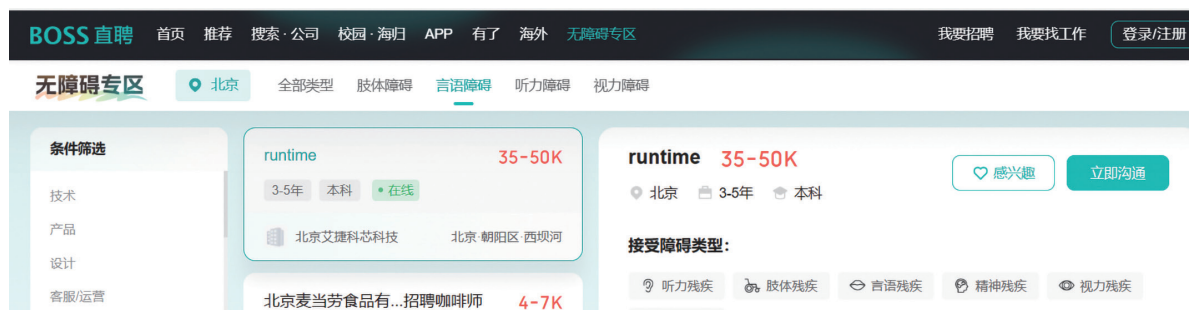 BOSS直聘 首页 推荐 搜索·公司 校园·海归 APP 有了 海外 无障碍专区 我要招聘 我要找工作 登录/注册
无障碍专区 北京 全部类型 肢体障碍 言语障碍 听力障碍 视力障碍
条件筛选
技术
产品
设计
客服/运营
runtime 35-50K
3-5年 本科 在线
北京艾捷科芯科技 北京·朝阳区·西坝河
北京麦当劳食品有...招聘咖啡师 4-7K
runtime 35-50K
北京 3-5年 本科
感兴趣 立即沟通
接受障碍类型：
听力残疾 肢体残疾 言语残疾 精神残疾 视力残疾